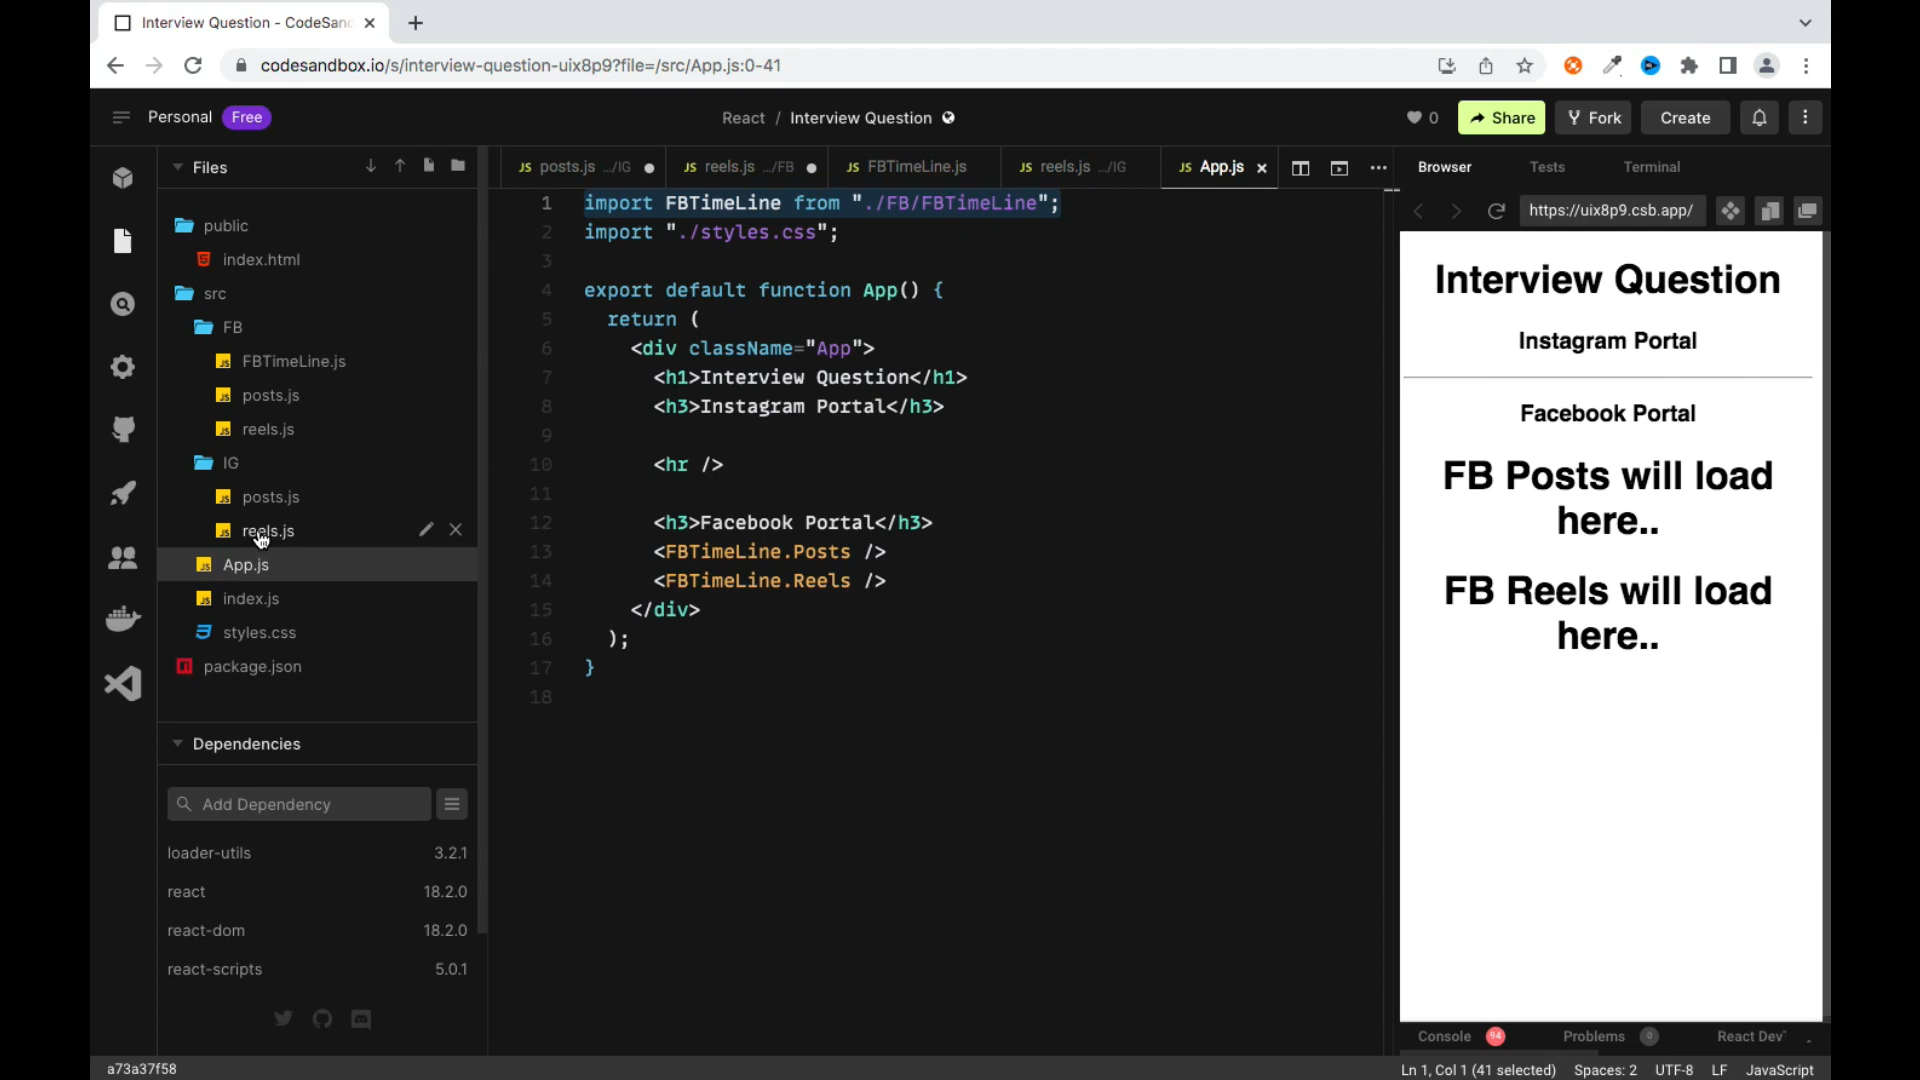 Interview Question - CodeSand
codesandbox.io/s/interview-question-uix8p9?file=/src/App.js:0-41
Personal Free
React / Interview Question
0 Share Fork Create
Files
public
index.html
src
FB
FBTimeLine.js
posts.js
reels.js
IG
posts.js
reels.js
App.js
index.js
styles.css
package.json
Dependencies
Add Dependency
loader-utils 3.2.1
react 18.2.0
react-dom 18.2.0
react-scripts 5.0.1
a73a37f58
JS posts.js .../IG JS reels.js .../FB JS FBTimeLine.js JS reels.js .../IG JS App.js
1 import FBTimeLine from "./FB/FBTimeLine";
2 import "./styles.css";
3
4 export default function App() {
5 return (
6 <div className="App">
7 <h1>Interview Question</h1>
8 <h3>Instagram Portal</h3>
9
10 <hr />
11
12 <h3>Facebook Portal</h3>
13 <FBTimeLine.Posts />
14 <FBTimeLine.Reels />
15 </div>
16 );
17 }
18
Browser Tests Terminal
https://uix8p9.csb.app/
Interview Question
Instagram Portal
Facebook Portal
FB Posts will load
here..
FB Reels will load
here..
Console 94 Problems 0 React Dev
Ln 1, Col 1 (41 selected) Spaces: 2 UTF-8 LF JavaScript